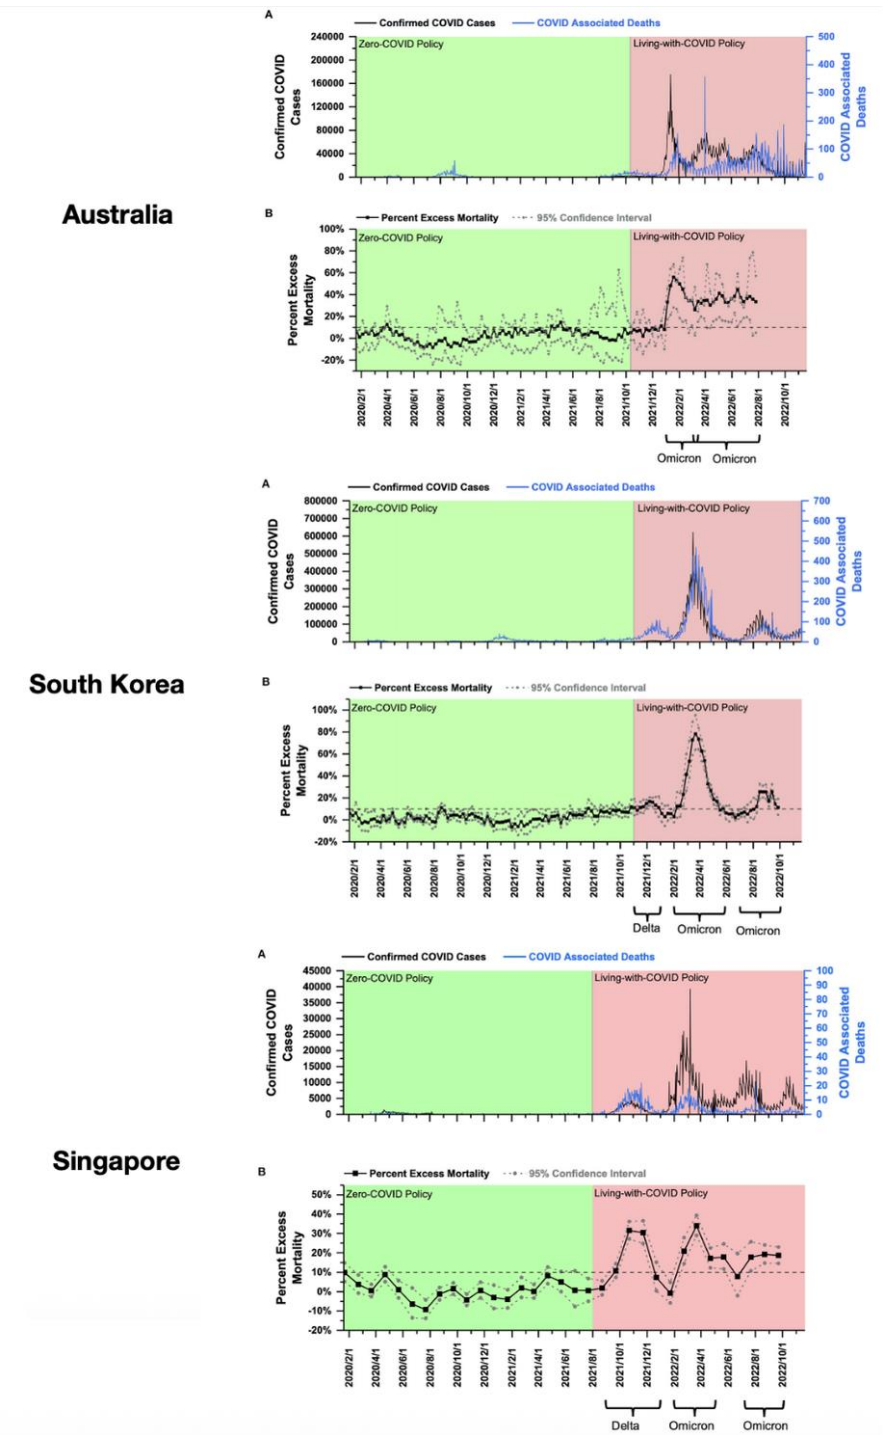 A
Confirmed COVID Cases
COVID Associated Deaths
Zero-COVID Policy
Living-with-COVID Policy
Confirmed COVID
Cases
240000
200000
160000
120000
80000
40000
0
500
400
300
200
100
0
COVID Associated
Deaths
Australia
B
Percent Excess Mortality
95% Confidence Interval
Zero-COVID Policy
Living-with-COVID Policy
Percent Excess
Mortality
100%
80%
60%
40%
20%
0%
-20%
2020/2/1
2020/4/1
2020/6/1
2020/8/1
2020/10/1
2020/12/1
2021/2/1
2021/4/1
2021/6/1
2021/8/1
2021/10/1
2021/12/1
2022/2/1
2022/4/1
2022/6/1
2022/8/1
2022/10/1
Omicron
Omicron
A
Confirmed COVID Cases
COVID Associated Deaths
Zero-COVID Policy
Living-with-COVID Policy
Confirmed COVID
Cases
800000
700000
600000
500000
400000
300000
200000
100000
0
700
600
500
400
300
200
100
0
COVID Associated
Deaths
South Korea
B
Percent Excess Mortality
95% Confidence Interval
Zero-COVID Policy
Living-with-COVID Policy
Percent Excess
Mortality
100%
80%
60%
40%
20%
0%
-20%
2020/2/1
2020/4/1
2020/6/1
2020/8/1
2020/10/1
2020/12/1
2021/2/1
2021/4/1
2021/6/1
2021/8/1
2021/10/1
2021/12/1
2022/2/1
2022/4/1
2022/6/1
2022/8/1
2022/10/1
Delta
Omicron
Omicron
A
Confirmed COVID Cases
COVID Associated Deaths
Zero-COVID Policy
Living-with-COVID Policy
Confirmed COVID
Cases
45000
40000
35000
30000
25000
20000
15000
10000
5000
0
100
90
80
70
60
50
40
30
20
10
0
COVID Associated
Deaths
Singapore
B
Percent Excess Mortality
95% Confidence Interval
Zero-COVID Policy
Living-with-COVID Policy
Percent Excess
Mortality
50%
40%
30%
20%
10%
0%
-10%
-20%
2020/2/1
2020/4/1
2020/6/1
2020/8/1
2020/10/1
2020/12/1
2021/2/1
2021/4/1
2021/6/1
2021/8/1
2021/10/1
2021/12/1
2022/2/1
2022/4/1
2022/6/1
2022/8/1
2022/10/1
Delta
Omicron
Omicron